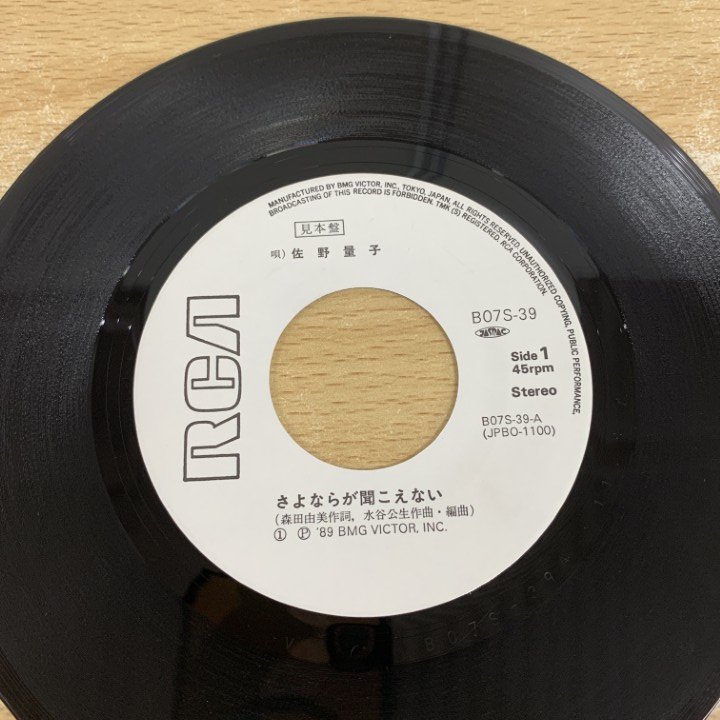 MANUFACTURED BY BMG VICTOR, INC., TOKYO, JAPAN. ALL RIGHTS RESERVED. UNAUTHORIZED COPYING, PUBLIC PERFORMANCE,
BROADCASTING OF THIS RECORD IS FORBIDDEN. TMK (S) REGISTERED. RCA CORPORATION.
見本盤
唄) 佐野量子
RCA
B07S-39
JASRAC
Side 1
45rpm
Stereo
B07S-39-A
(JPBO-1100)
さよならが聞こえない
(森田由美作詞, 水谷公生作曲・編曲)
① Ⓟ '89 BMG VICTOR, INC.